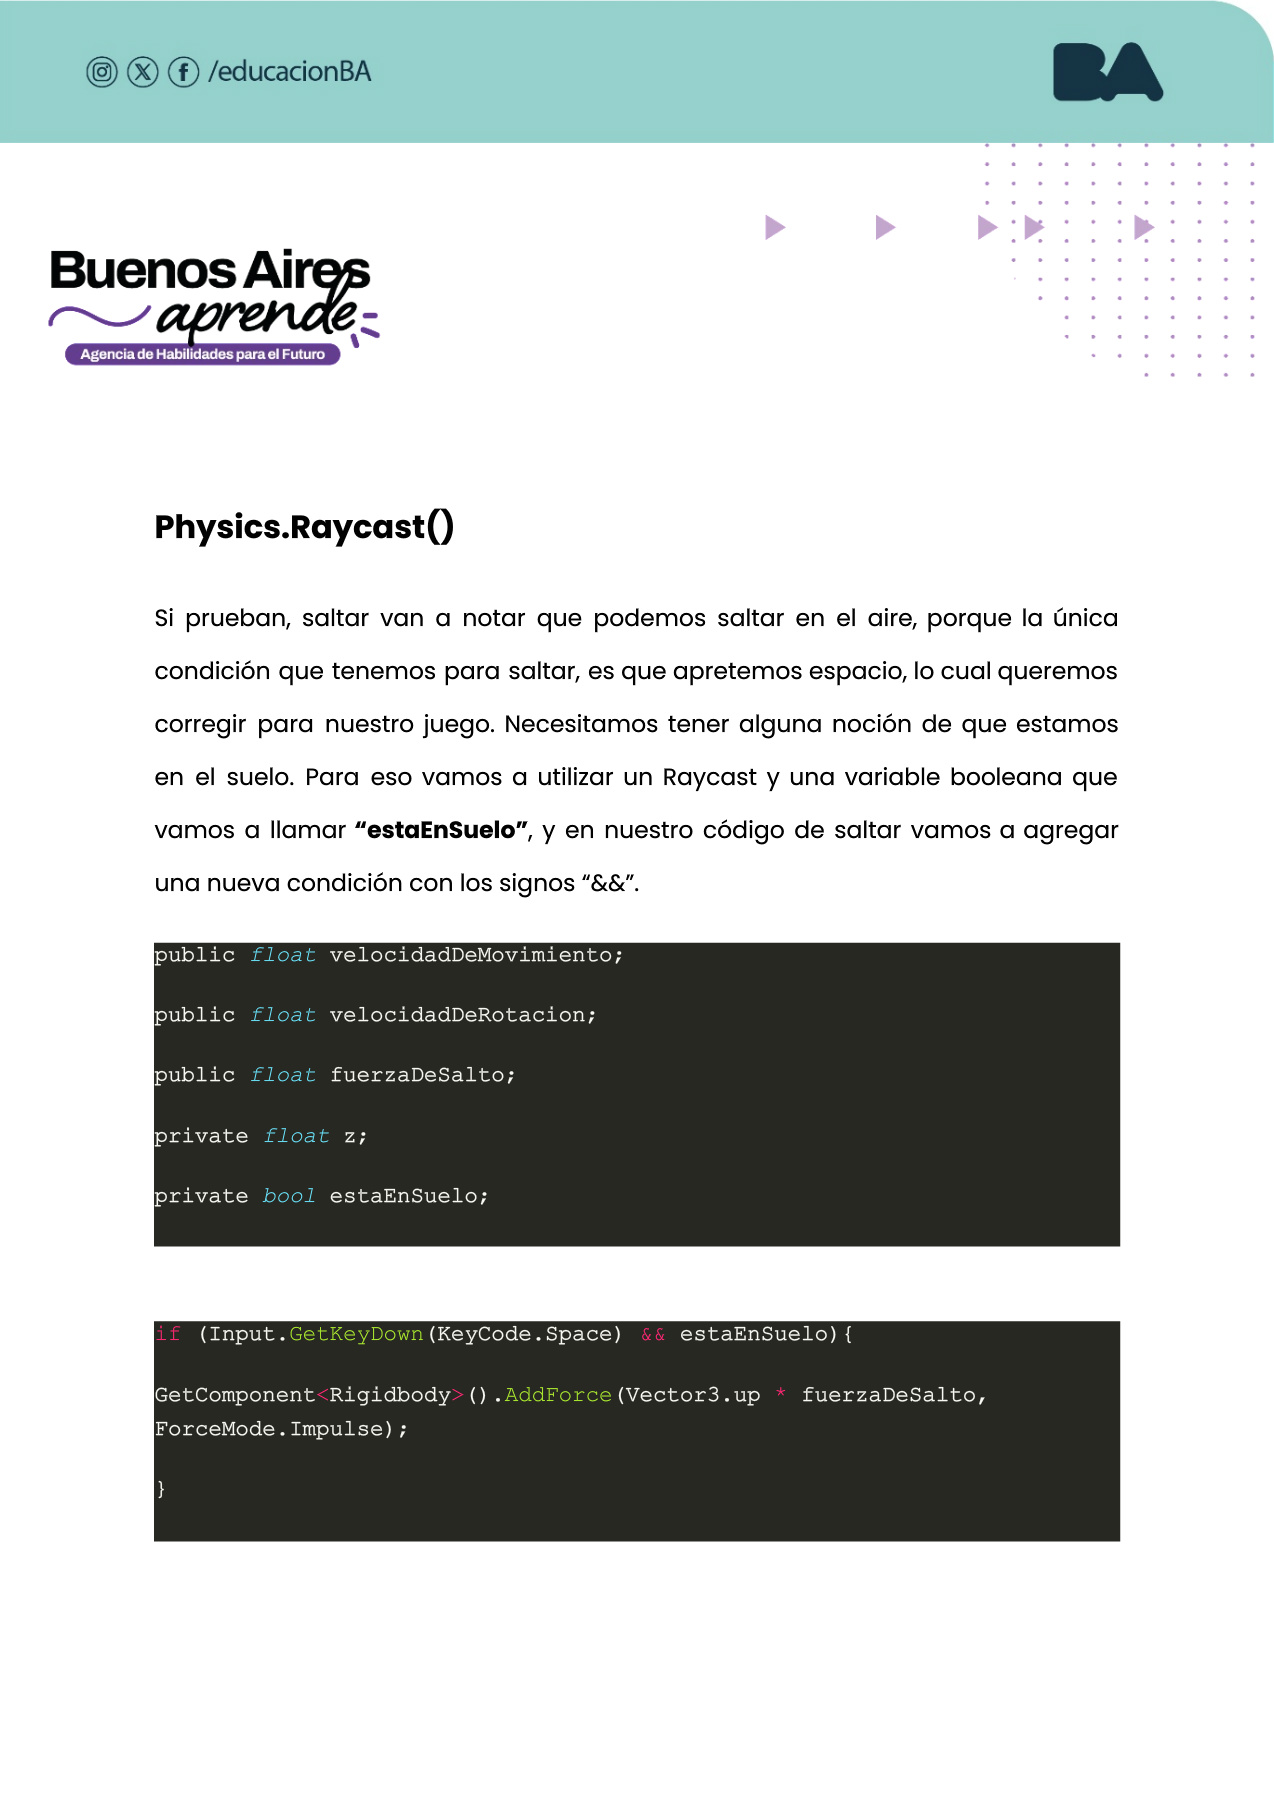 /educacionBA
BA
Buenos Aires
aprende
Agencia de Habilidades para el Futuro
Physics.Raycast()
Si prueban, saltar van a notar que podemos saltar en el aire, porque la única
condición que tenemos para saltar, es que apretemos espacio, lo cual queremos
corregir para nuestro juego. Necesitamos tener alguna noción de que estamos
en el suelo. Para eso vamos a utilizar un Raycast y una variable booleana que
vamos a llamar “estaEnSuelo”, y en nuestro código de saltar vamos a agregar
una nueva condición con los signos “&&”.
public float velocidadDeMovimiento;
public float velocidadDeRotacion;
public float fuerzaDeSalto;
private float z;
private bool estaEnSuelo;
if (Input.GetKeyDown(KeyCode.Space) && estaEnSuelo){
GetComponent<Rigidbody>().AddForce(Vector3.up * fuerzaDeSalto,
ForceMode.Impulse);
}